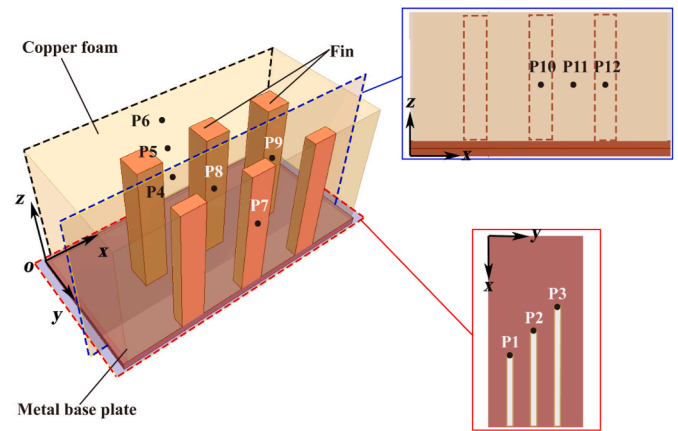 Copper foam
Fin
P6
P5
P4
P9
P8
P7
z
x
o
y
Metal base plate
P10 P11 P12
z
x
y
x
P3
P2
P1